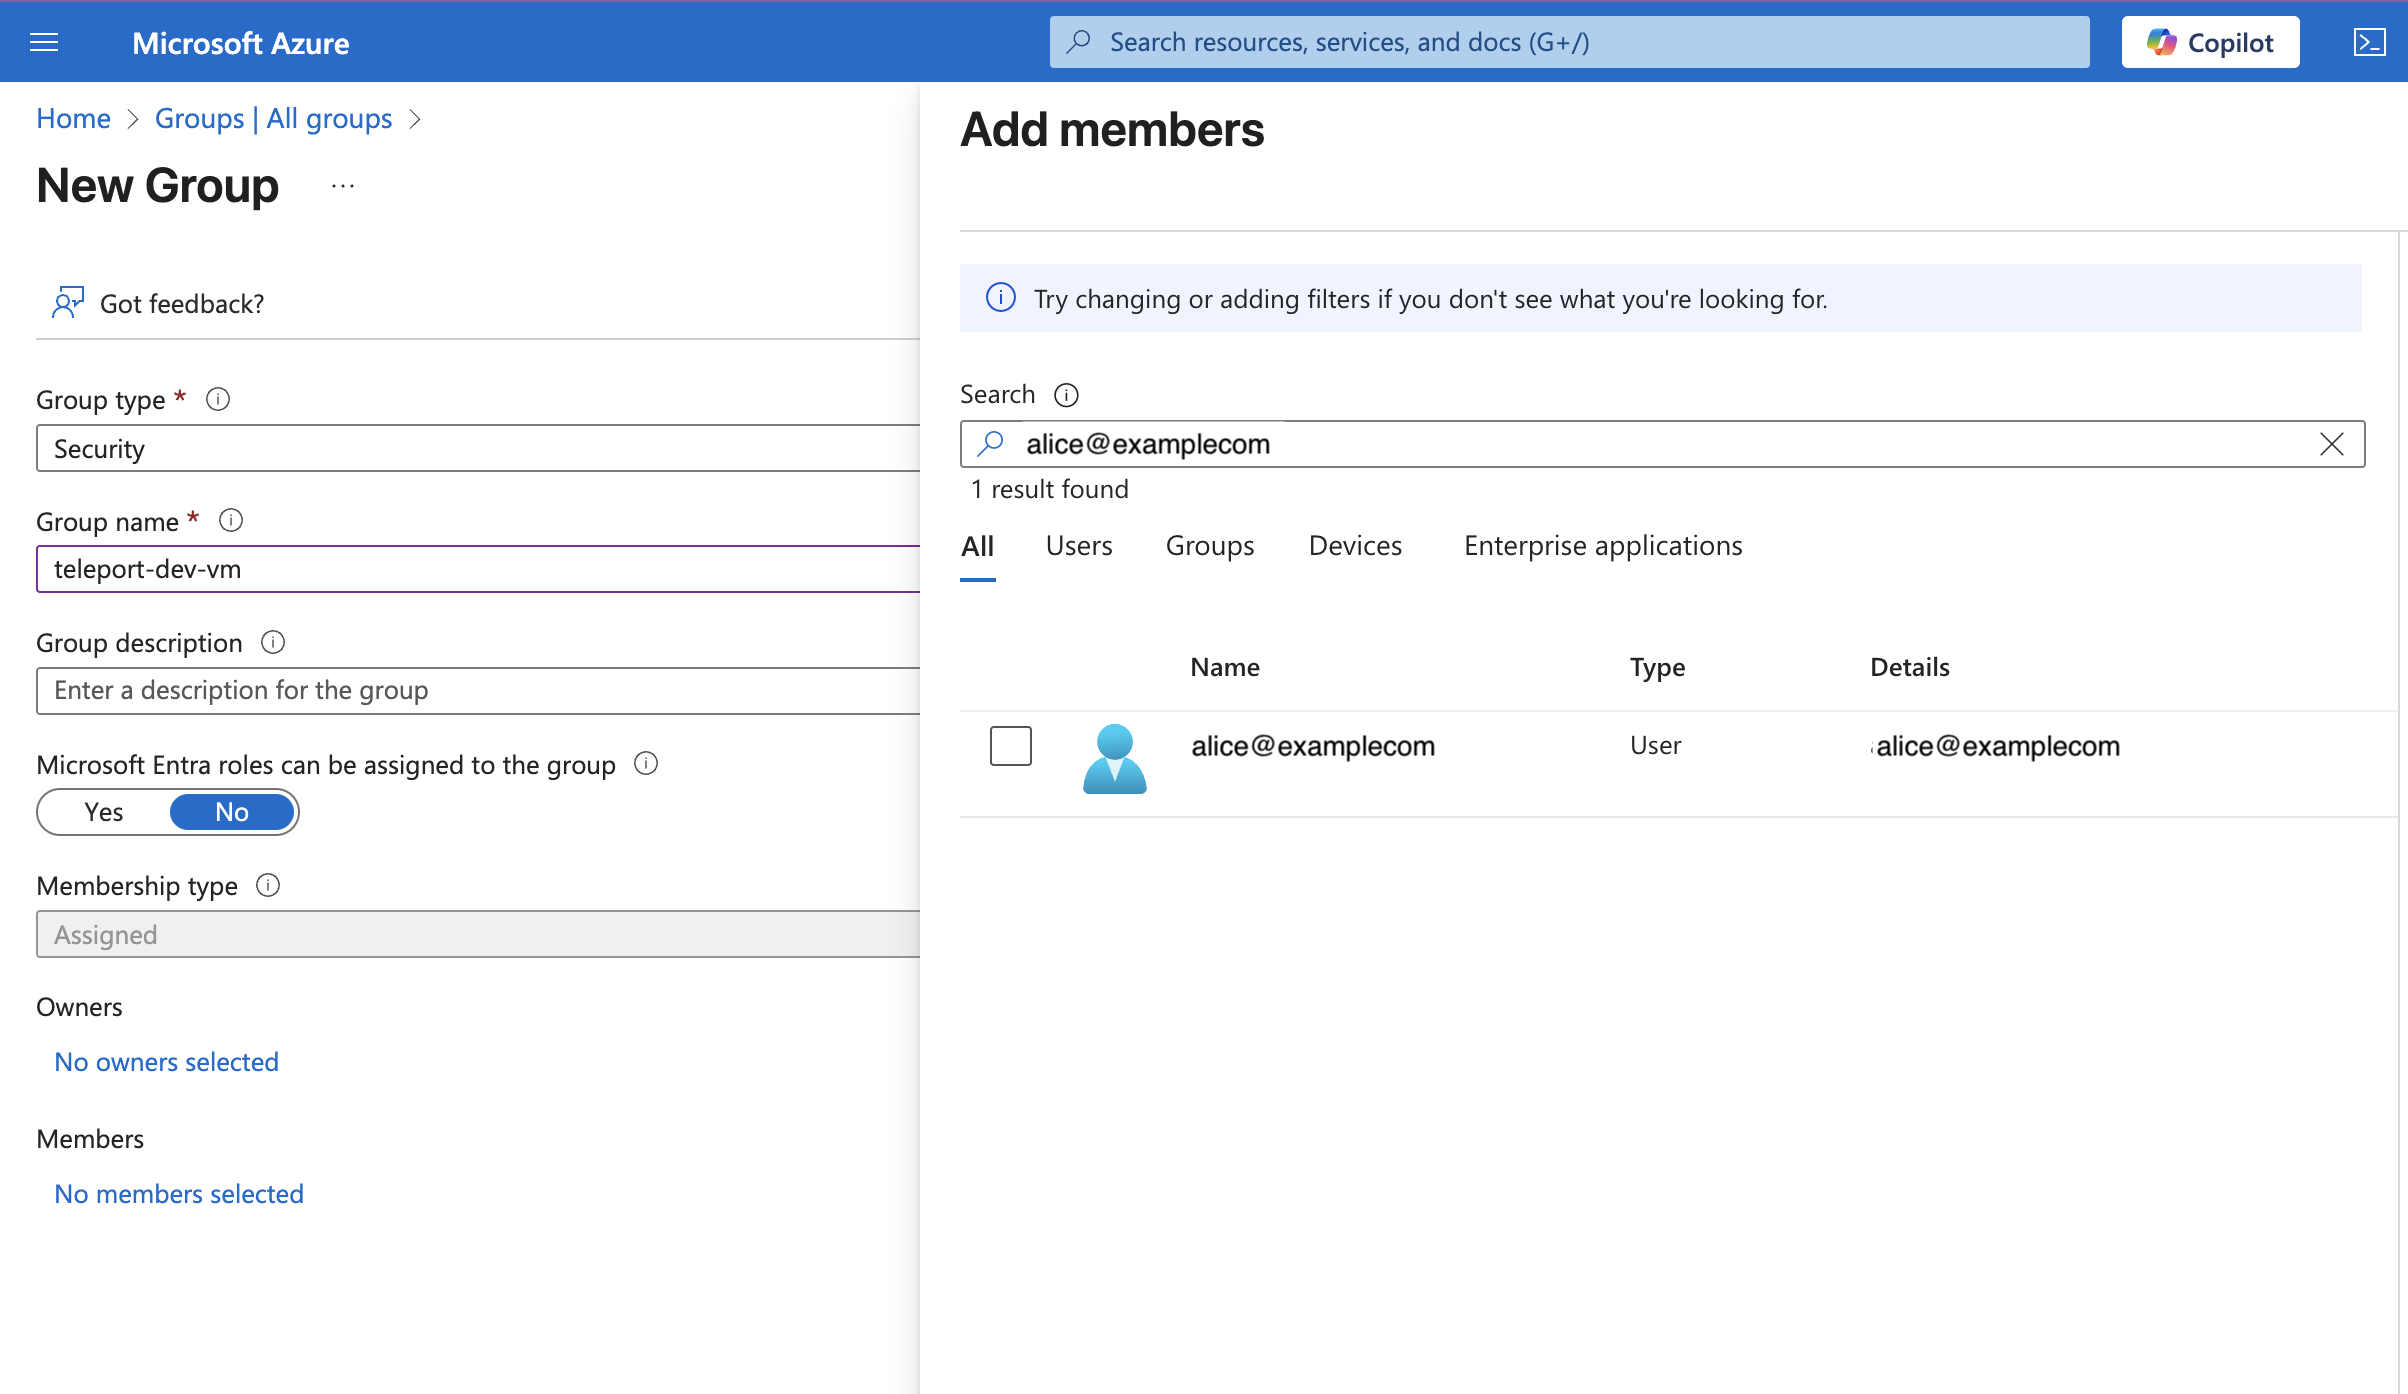 Microsoft Azure
Search resources, services, and docs (G+/)
Copilot
Home > Groups | All groups >
New Group ...
Got feedback?
Group type *
Security
Group name *
teleport-dev-vm
Group description
Enter a description for the group
Microsoft Entra roles can be assigned to the group
Yes No
Membership type
Assigned
Owners
No owners selected
Members
No members selected
Add members
Try changing or adding filters if you don't see what you're looking for.
Search
alice@examplecom
1 result found
All Users Groups Devices Enterprise applications
Name Type Details
alice@examplecom User alice@examplecom